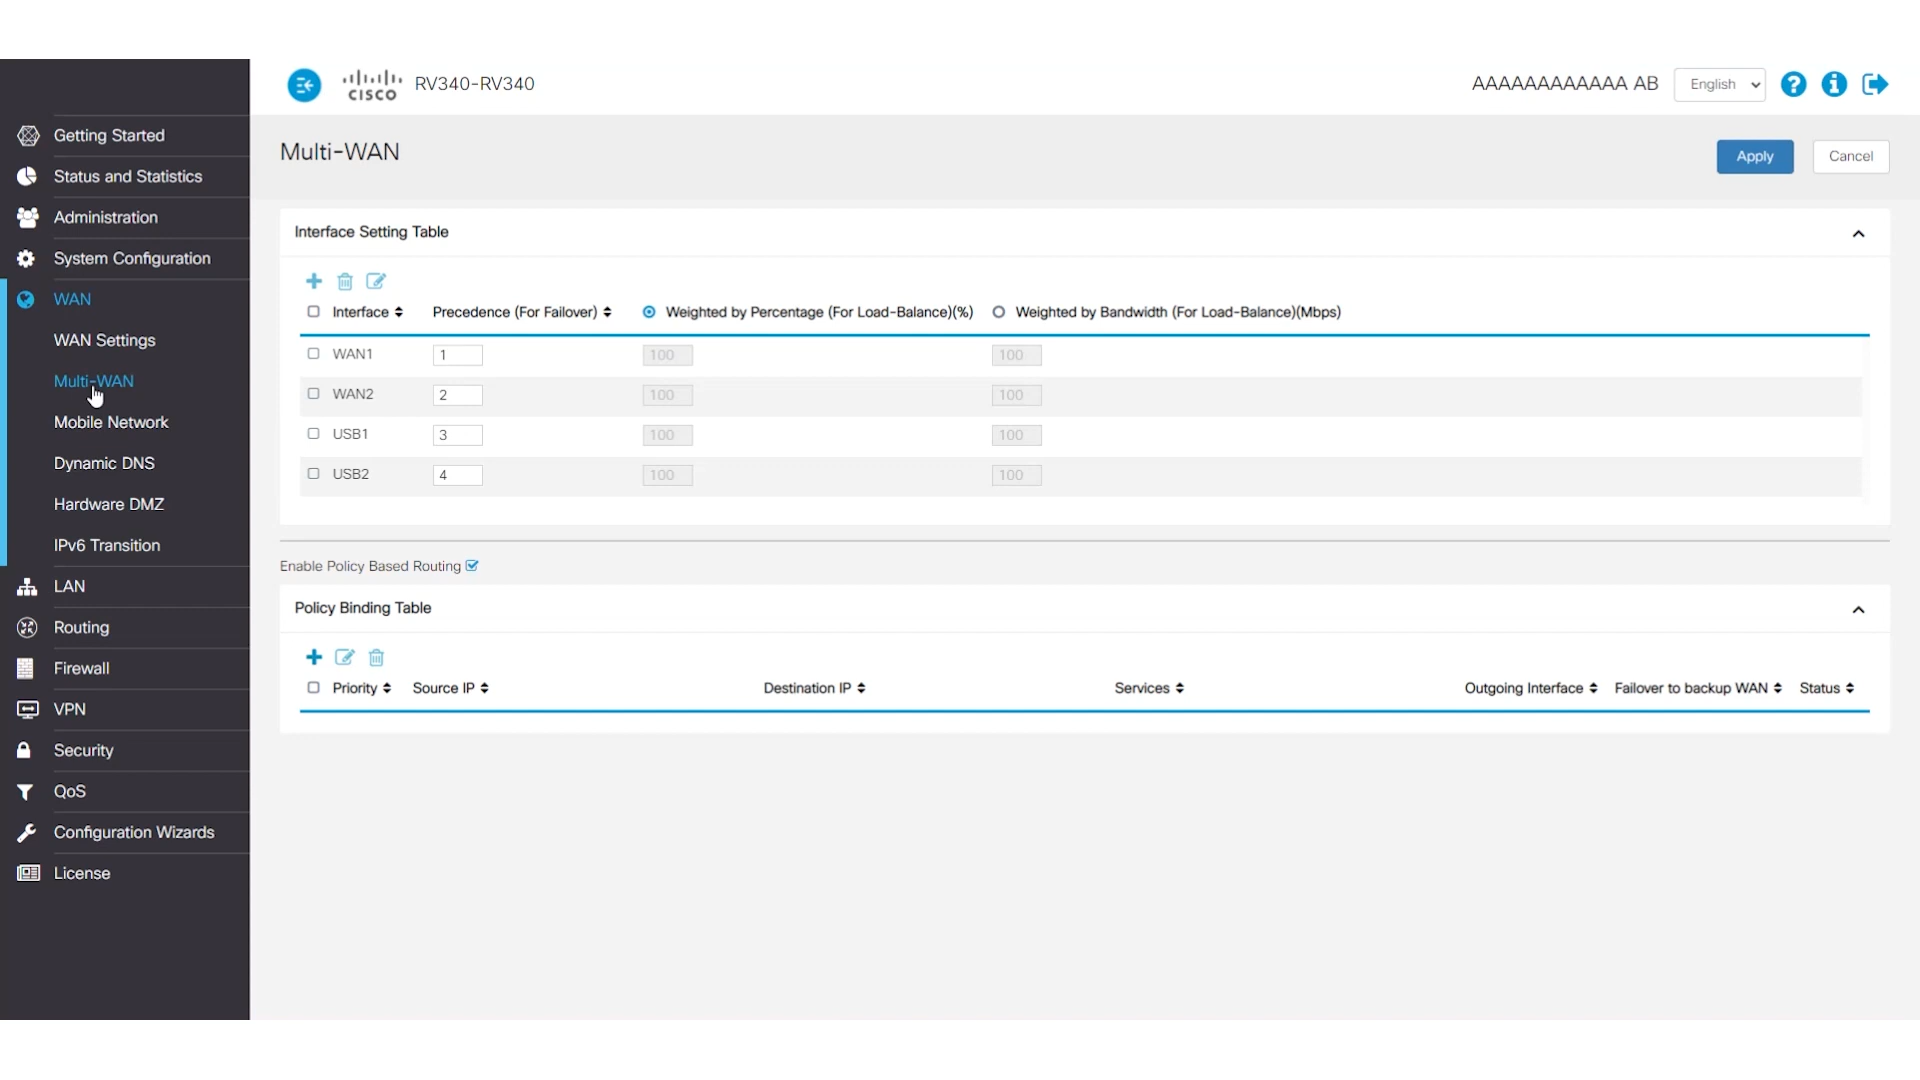 CISCO
RV340-RV340
AAAAAAAAAAAA AB
English
Getting Started
Status and Statistics
Administration
System Configuration
WAN
WAN Settings
Multi-WAN
Mobile Network
Dynamic DNS
Hardware DMZ
IPv6 Transition
LAN
Routing
Firewall
VPN
Security
QoS
Configuration Wizards
License
Multi-WAN
Apply
Cancel
Interface Setting Table
Interface Precedence (For Failover) Weighted by Percentage (For Load-Balance)(%) Weighted by Bandwidth (For Load-Balance)(Mbps)
WAN1 1 100 100
WAN2 2 100 100
USB1 3 100 100
USB2 4 100 100
Enable Policy Based Routing
Policy Binding Table
Priority Source IP Destination IP Services Outgoing Interface Failover to backup WAN Status